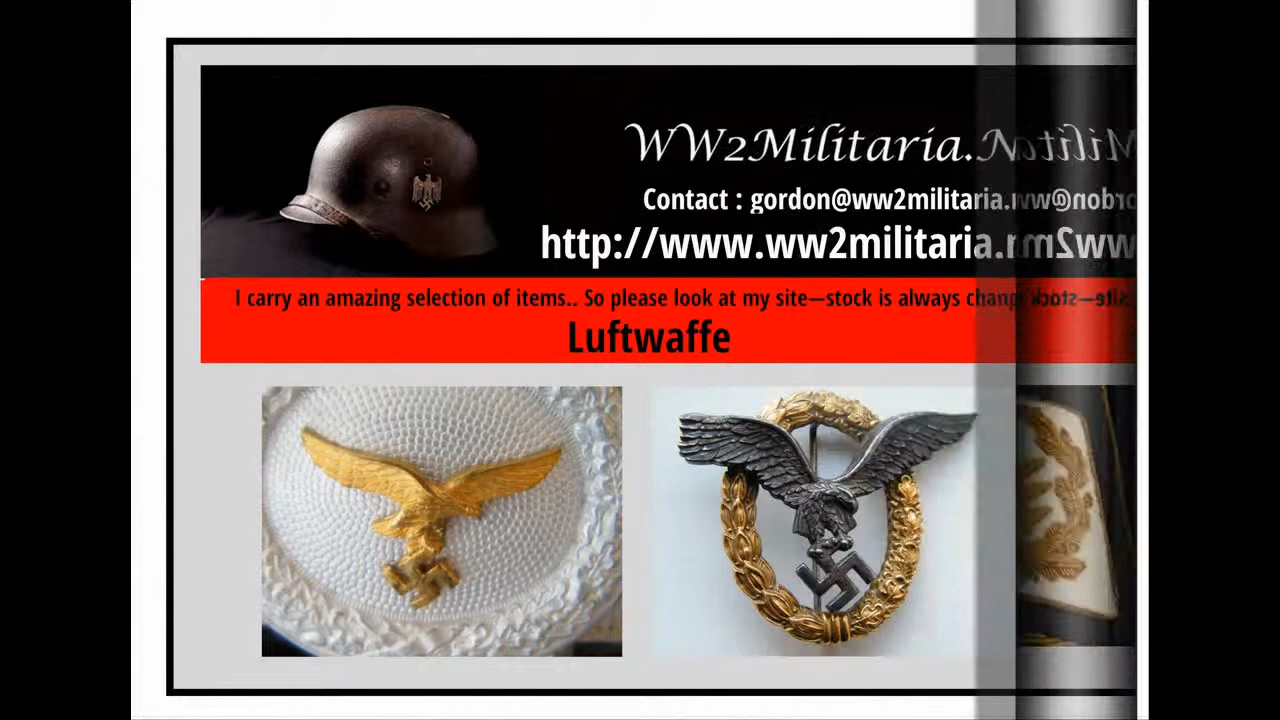 WW2Militaria.
Contact : gordon@ww2militaria.
http://www.ww2militaria.
I carry an amazing selection of items.. So please look at my site—stock is always
Luftwaffe